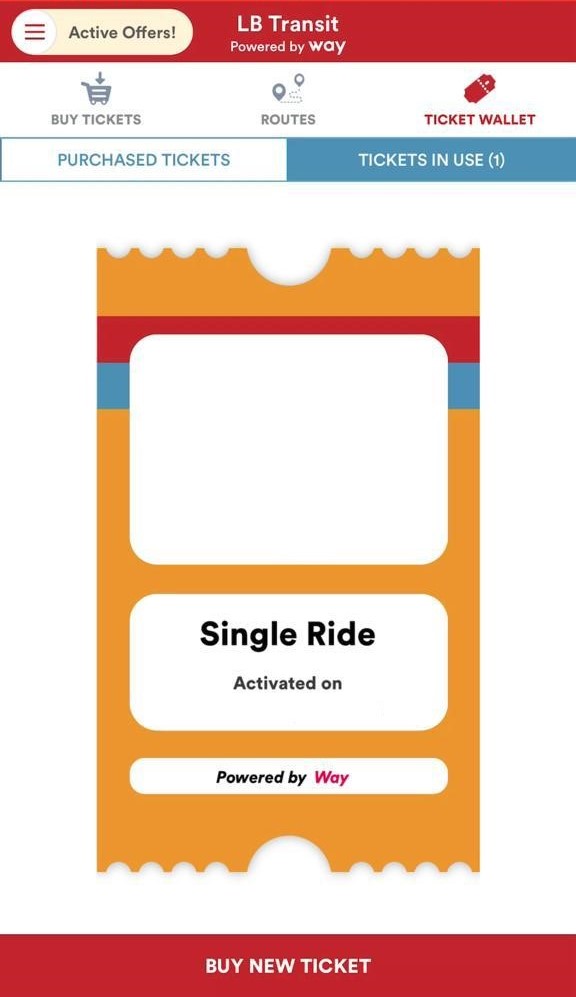 Active Offers!
LB Transit
Powered by way
BUY TICKETS
ROUTES
TICKET WALLET
PURCHASED TICKETS
TICKETS IN USE (1)
Single Ride
Activated on
Powered by Way
BUY NEW TICKET